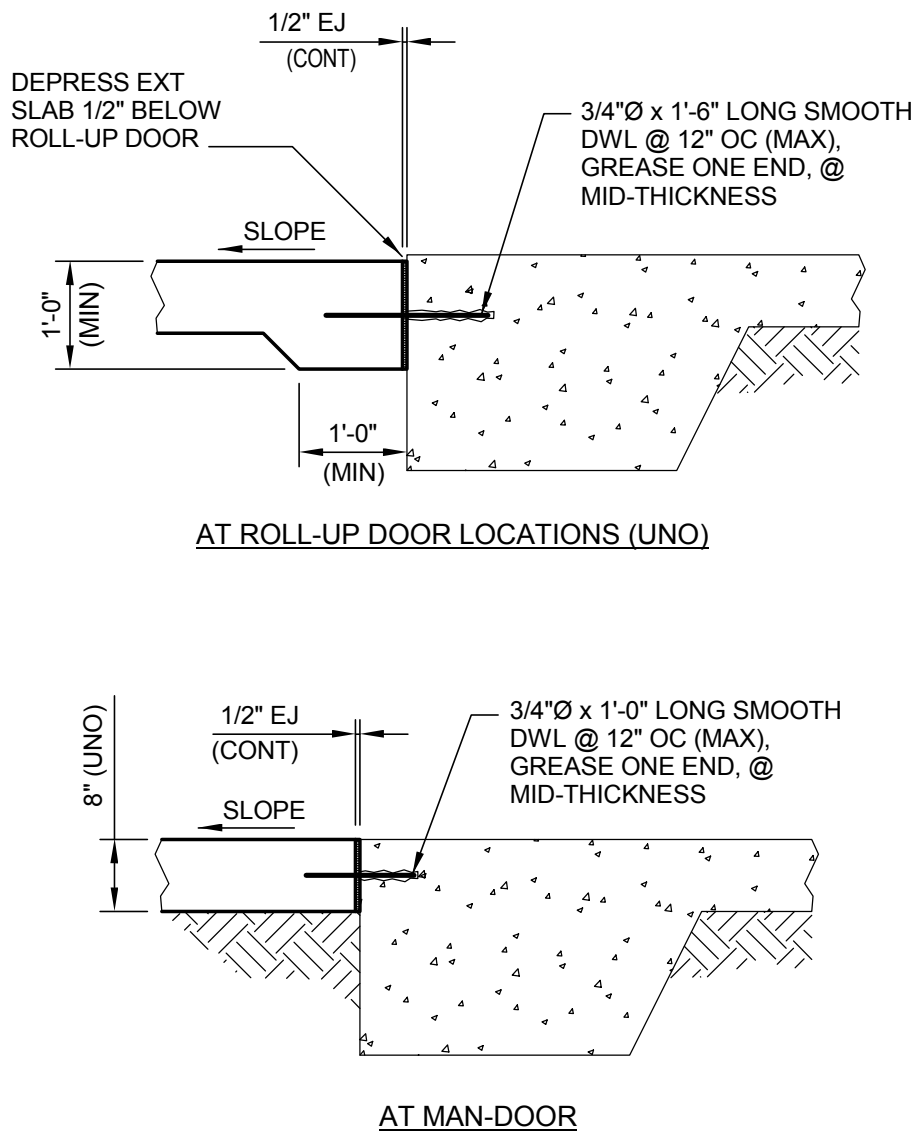 1/2" EJ
(CONT)
DEPRESS EXT
SLAB 1/2" BELOW
ROLL-UP DOOR
3/4"Ø x 1'-6" LONG SMOOTH
DWL @ 12" OC (MAX),
GREASE ONE END, @
MID-THICKNESS
SLOPE
1'-0"
(MIN)
1'-0"
(MIN)
AT ROLL-UP DOOR LOCATIONS (UNO)
1/2" EJ
(CONT)
3/4"Ø x 1'-0" LONG SMOOTH
DWL @ 12" OC (MAX),
GREASE ONE END, @
MID-THICKNESS
8" (UNO)
SLOPE
AT MAN-DOOR